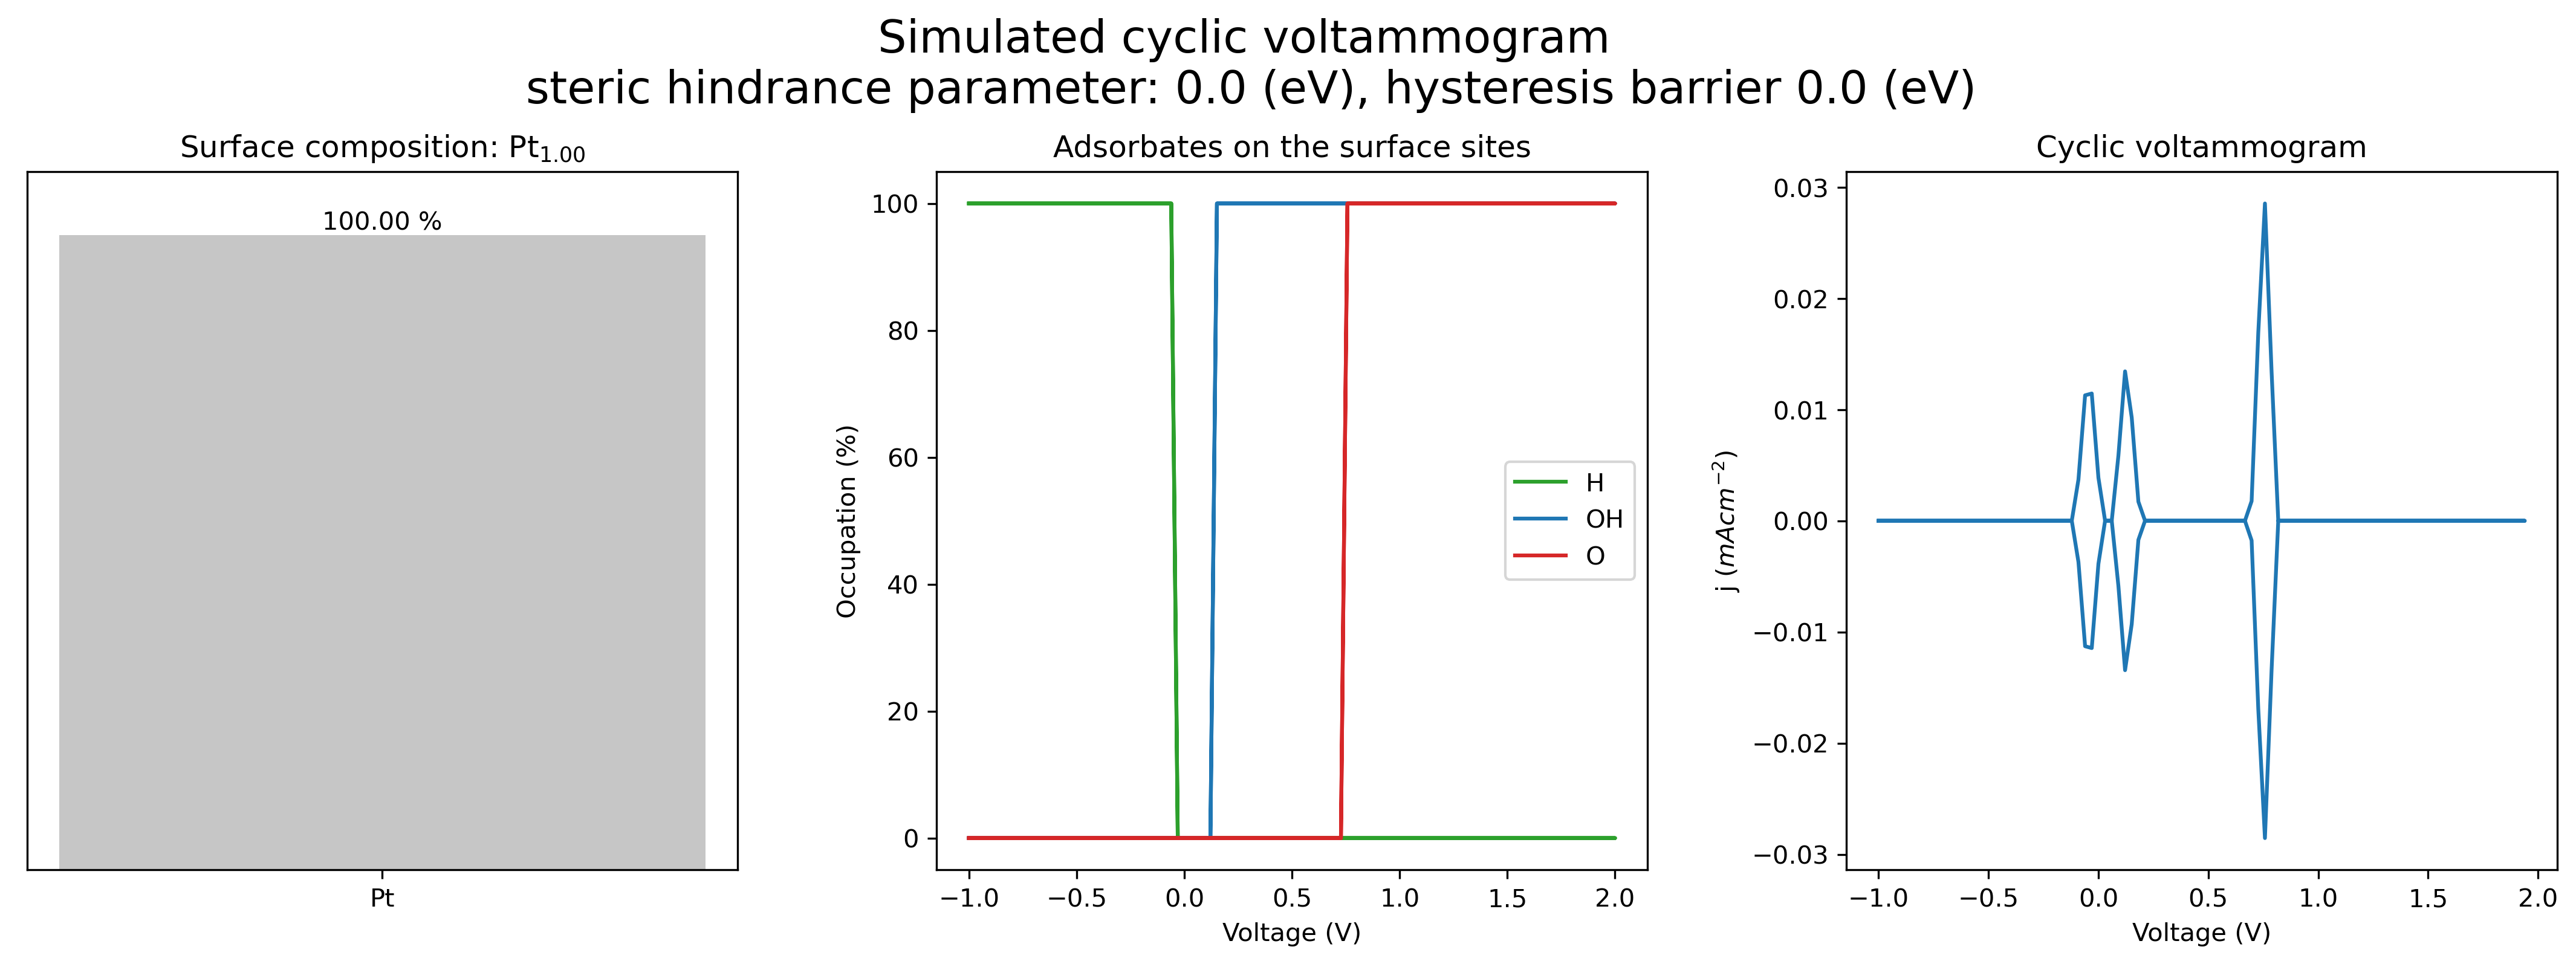 Simulated cyclic voltammogram
steric hindrance parameter: 0.0 (eV), hysteresis barrier 0.0 (eV)
Surface composition: Pt1.00
100.00 %
Pt
Adsorbates on the surface sites
Occupation (%)
100
80
60
40
20
0
H
OH
O
−1.0 −0.5 0.0 0.5 1.0 1.5 2.0
Voltage (V)
Cyclic voltammogram
j (mAcm−2)
0.03
0.02
0.01
0.00
−0.01
−0.02
−0.03
−1.0 −0.5 0.0 0.5 1.0 1.5 2.0
Voltage (V)